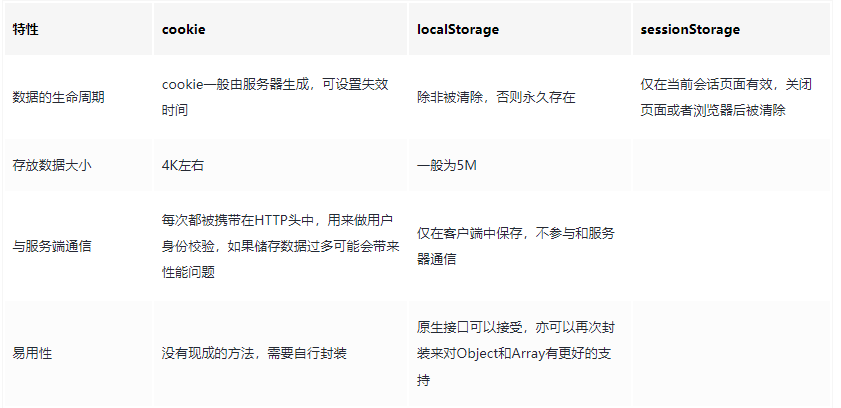 特性 cookie localStorage sessionStorage
数据的生命周期
cookie一般由服务器生成，可设置失效
时间
除非被清除，否则永久存在
仅在当前会话页面有效，关闭
页面或者浏览器后被清除
存放数据大小 4K左右 一般为5M
与服务端通信
每次都被携带在HTTP头中，用来做用户
身份校验，如果储存数据过多可能会带来
性能问题
仅在客户端中保存，不参与和服务
器通信
易用性
没有现成的方法，需要自行封装
原生接口可以接受，亦可以再次封
装来对Object和Array有更好的支
持